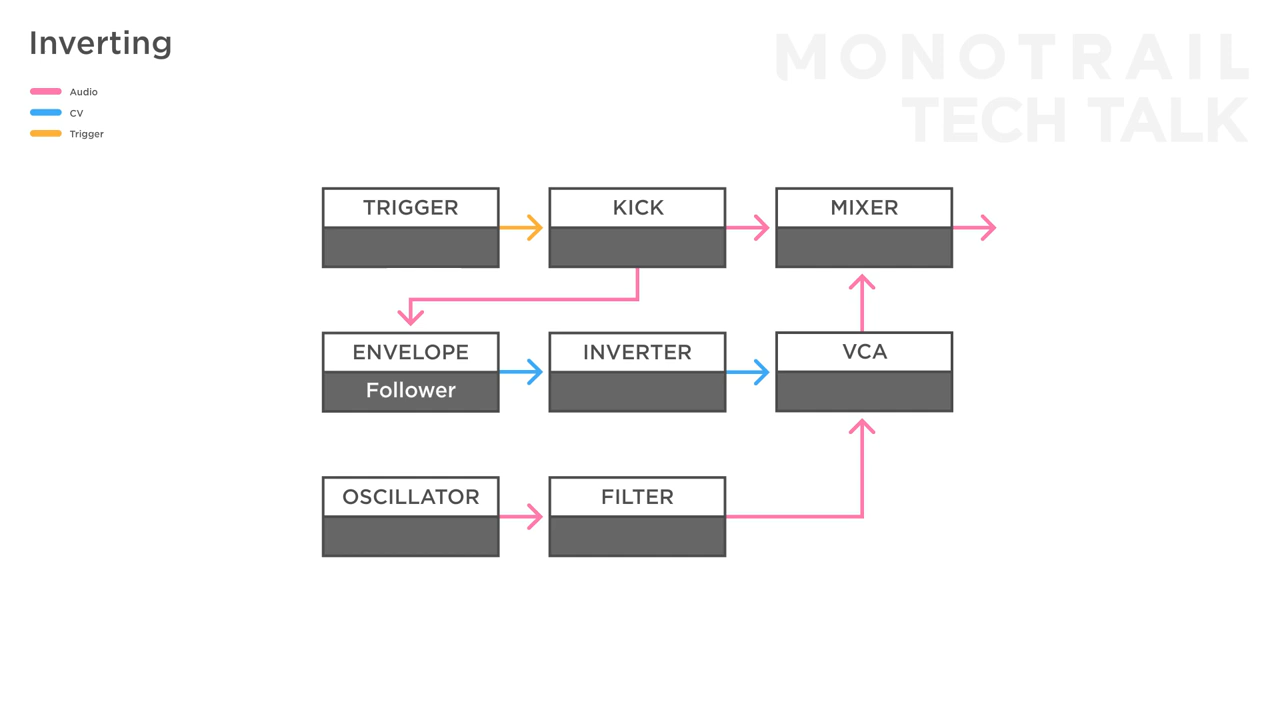 Inverting
MONOTRAIL
TECH TALK
Audio
CV
Trigger
TRIGGER
KICK
MIXER
ENVELOPE
Follower
INVERTER
VCA
OSCILLATOR
FILTER